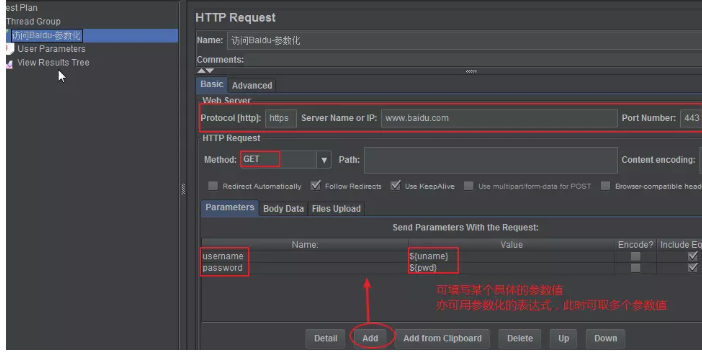 est Plan
Thread Group
访问Baidu-参数化
User Parameters
View Results Tree
HTTP Request
Name: 访问Baidu-参数化
Comments:
Basic Advanced
Web Server
Protocol [http]: https Server Name or IP: www.baidu.com Port Number: 443
HTTP Request
Method: GET Path: Content encoding:
Redirect Automatically Follow Redirects Use KeepAlive Use multipart/form-data for POST Browser-compatible head
Parameters Body Data Files Upload
Send Parameters With the Request:
Name: Value Encode? Include Eq
username ${uname}
password ${pwd}
可填写某个具体的参数值
亦可用参数化的表达式，此时可取多个参数值
Detail Add Add from Clipboard Delete Up Down